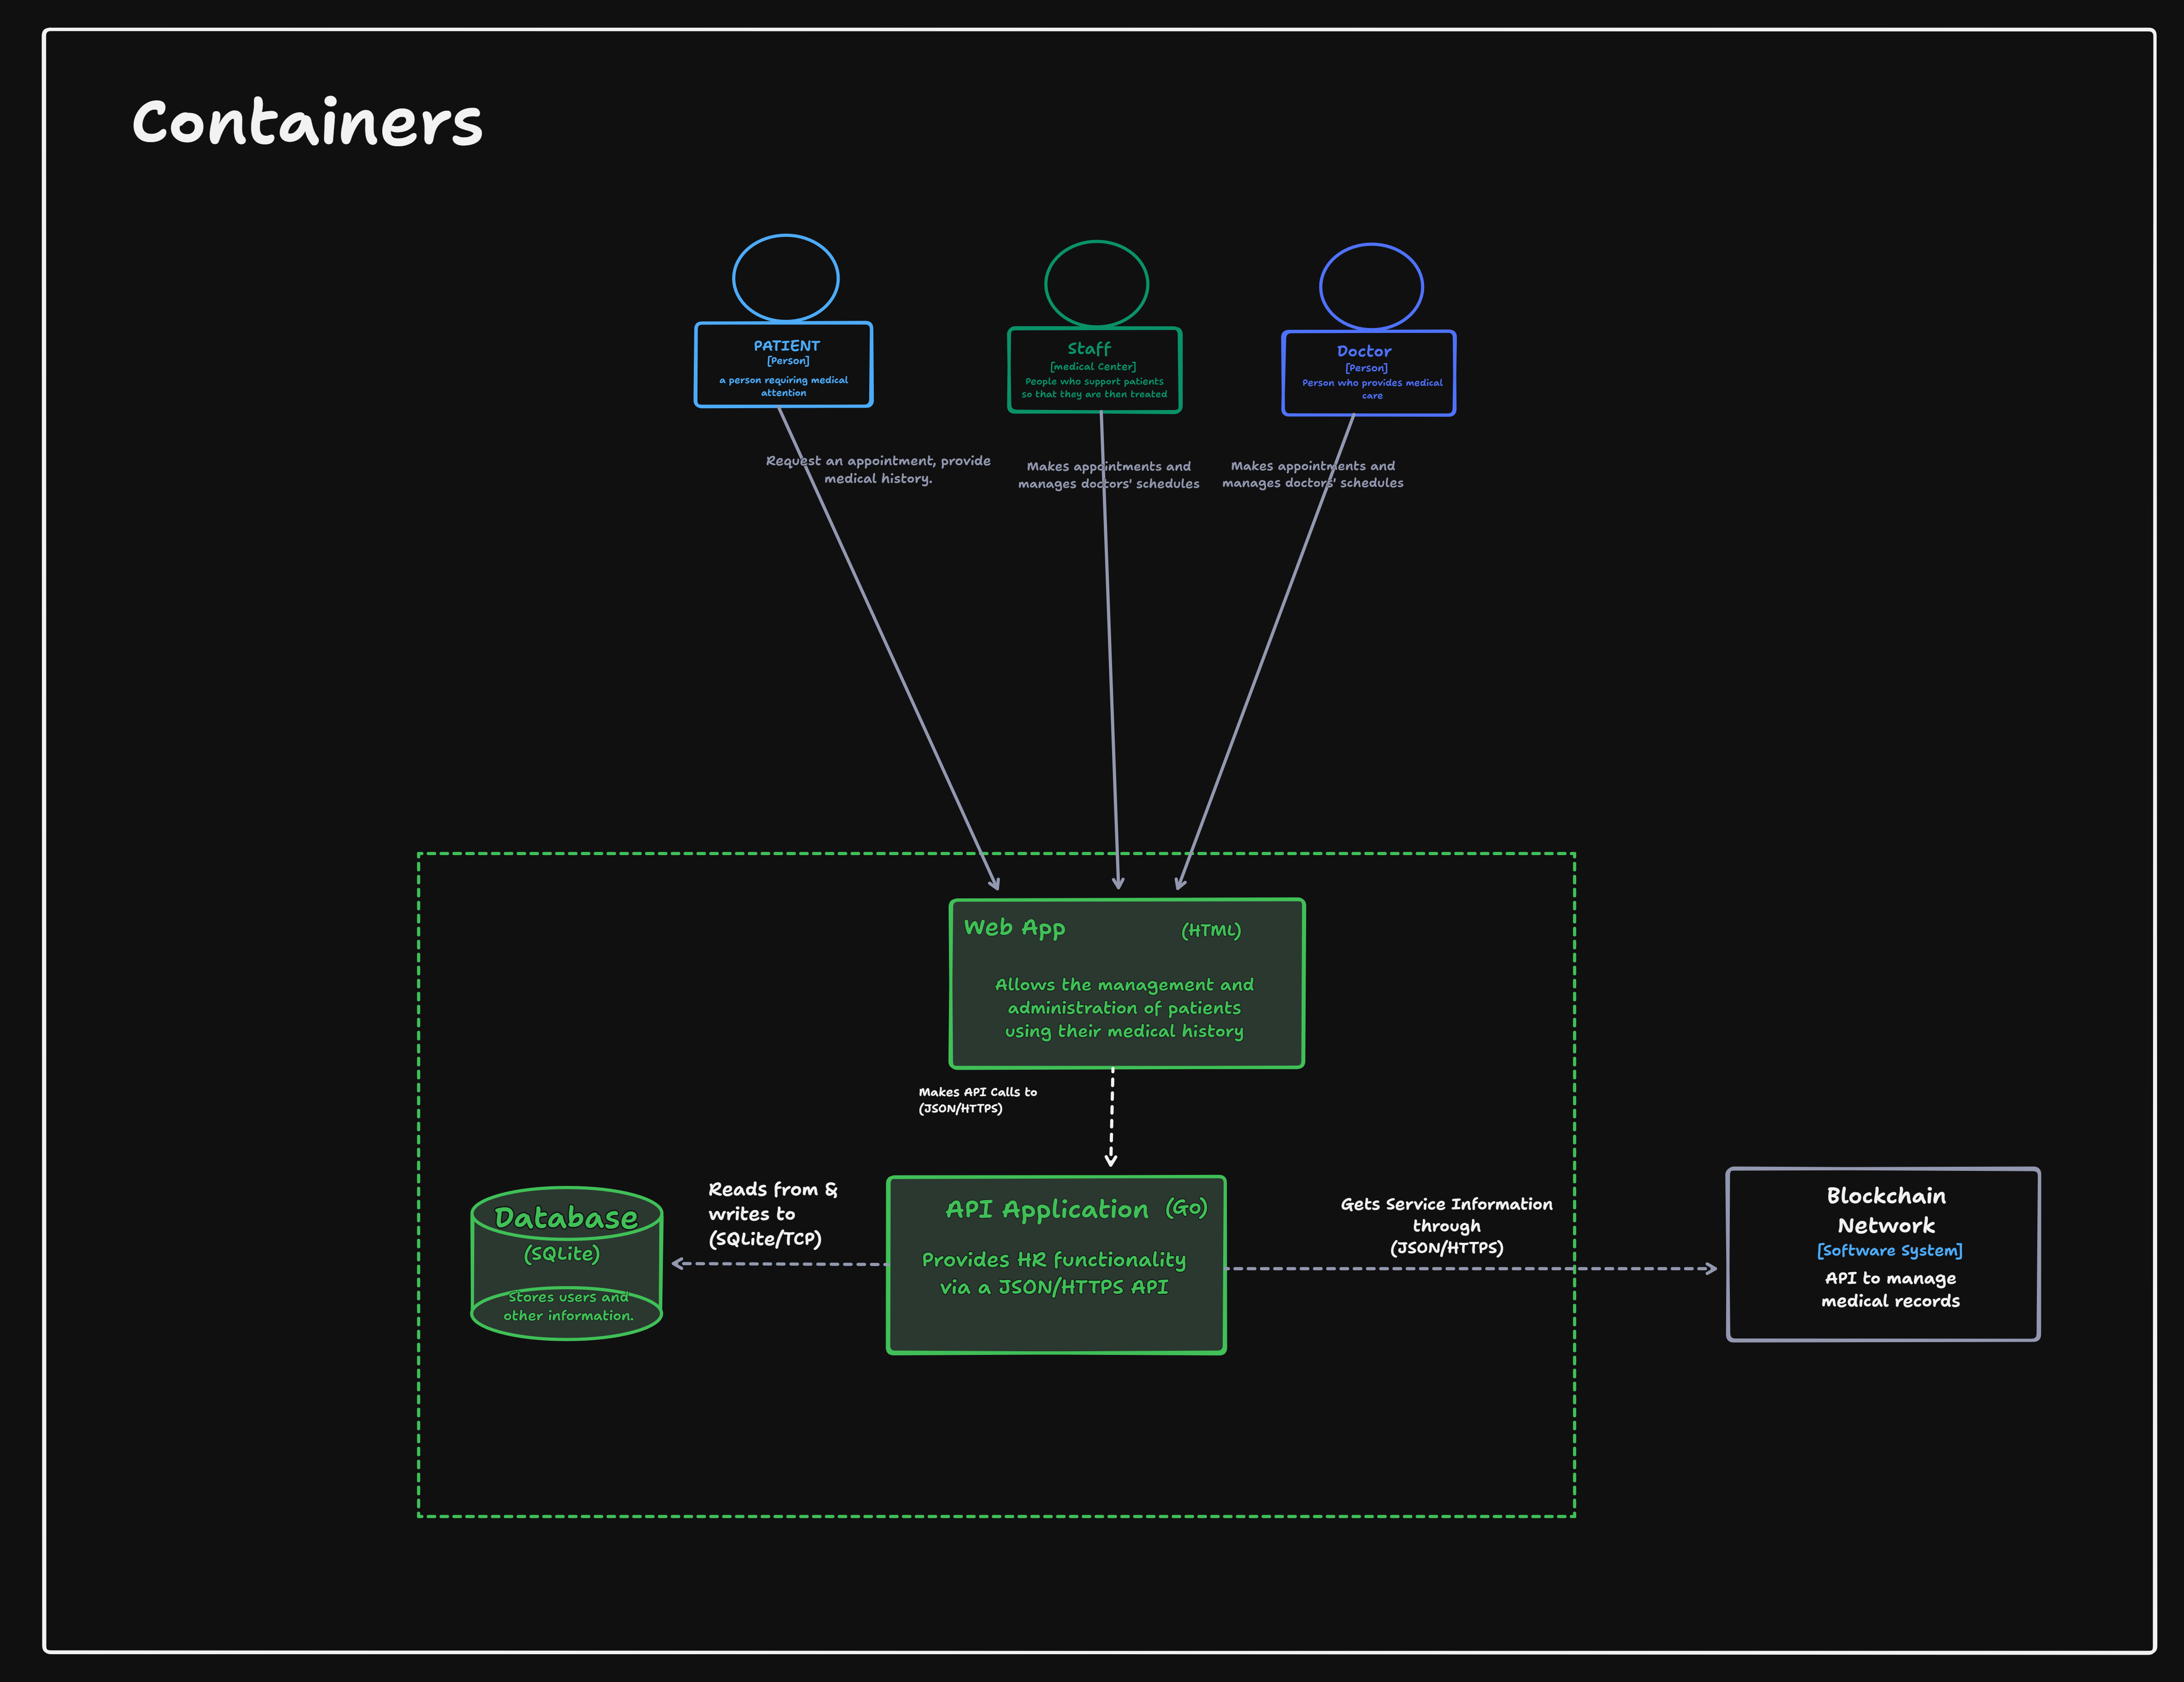 Containers
PATIENT
[Person]
a person requiring medical
attention
Staff
[medical Center]
People who support patients
so that they are then treated
Doctor
[Person]
Person who provides medical
care
Request an appointment, provide
medical history.
Makes appointments and
manages doctors' schedules
Makes appointments and
manages doctors' schedules
Web App (HTML)
Allows the management and
administration of patients
using their medical history
Makes API Calls to
(JSON/HTTPS)
Database
(SQLite)
Stores users and
other information.
Reads from &
writes to
(SQLite/TCP)
API Application (Go)
Provides HR functionality
via a JSON/HTTPS API
Gets Service Information
through
(JSON/HTTPS)
Blockchain
Network
[Software System]
API to manage
medical records